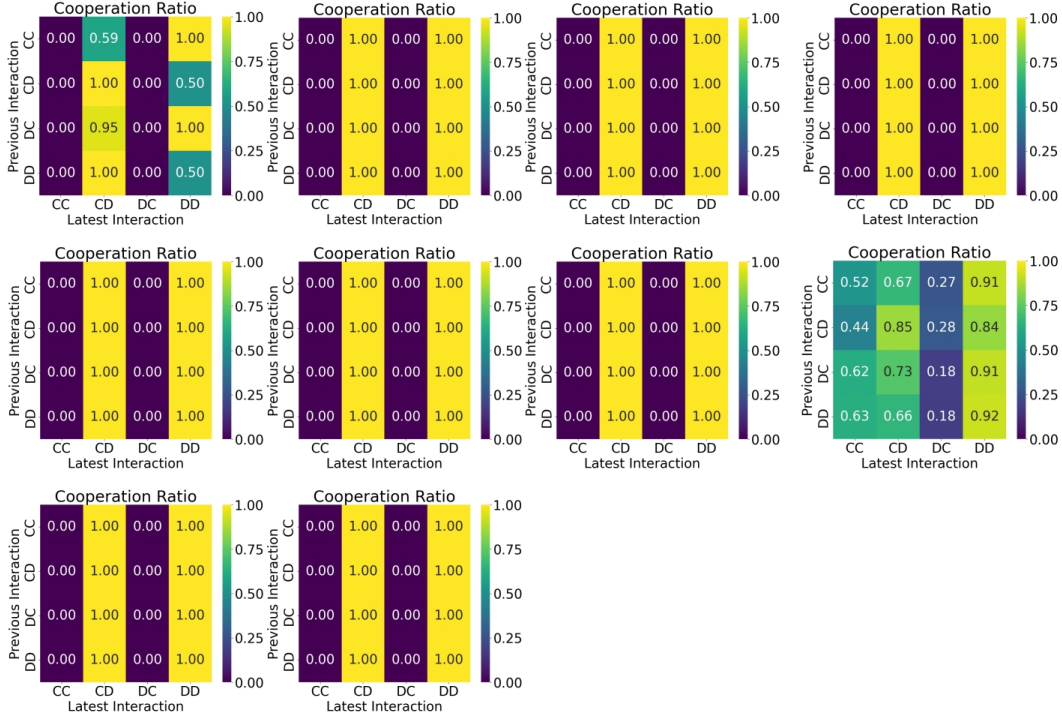 Cooperation Ratio Cooperation Ratio Cooperation Ratio Cooperation Ratio
Previous Interaction
CC 0.00 0.59 0.00 1.00
CD 0.00 1.00 0.00 0.50
DC 0.00 0.95 0.00 1.00
DD 0.00 1.00 0.00 0.50
CC CD DC DD
Latest Interaction
1.00
0.75
0.50
0.25
0.00
Previous Interaction
CC 0.00 1.00 0.00 1.00
CD 0.00 1.00 0.00 1.00
DC 0.00 1.00 0.00 1.00
DD 0.00 1.00 0.00 1.00
CC CD DC DD
Latest Interaction
1.00
0.75
0.50
0.25
0.00
Previous Interaction
CC 0.00 1.00 0.00 1.00
CD 0.00 1.00 0.00 1.00
DC 0.00 1.00 0.00 1.00
DD 0.00 1.00 0.00 1.00
CC CD DC DD
Latest Interaction
1.00
0.75
0.50
0.25
0.00
Previous Interaction
CC 0.00 1.00 0.00 1.00
CD 0.00 1.00 0.00 1.00
DC 0.00 1.00 0.00 1.00
DD 0.00 1.00 0.00 1.00
CC CD DC DD
Latest Interaction
1.00
0.75
0.50
0.25
0.00
Cooperation Ratio Cooperation Ratio Cooperation Ratio Cooperation Ratio
Previous Interaction
CC 0.00 1.00 0.00 1.00
CD 0.00 1.00 0.00 1.00
DC 0.00 1.00 0.00 1.00
DD 0.00 1.00 0.00 1.00
CC CD DC DD
Latest Interaction
1.00
0.75
0.50
0.25
0.00
Previous Interaction
CC 0.00 1.00 0.00 1.00
CD 0.00 1.00 0.00 1.00
DC 0.00 1.00 0.00 1.00
DD 0.00 1.00 0.00 1.00
CC CD DC DD
Latest Interaction
1.00
0.75
0.50
0.25
0.00
Previous Interaction
CC 0.00 1.00 0.00 1.00
CD 0.00 1.00 0.00 1.00
DC 0.00 1.00 0.00 1.00
DD 0.00 1.00 0.00 1.00
CC CD DC DD
Latest Interaction
1.00
0.75
0.50
0.25
0.00
Previous Interaction
CC 0.52 0.67 0.27 0.91
CD 0.44 0.85 0.28 0.84
DC 0.62 0.73 0.18 0.91
DD 0.63 0.66 0.18 0.92
CC CD DC DD
Latest Interaction
1.00
0.75
0.50
0.25
0.00
Cooperation Ratio Cooperation Ratio
Previous Interaction
CC 0.00 1.00 0.00 1.00
CD 0.00 1.00 0.00 1.00
DC 0.00 1.00 0.00 1.00
DD 0.00 1.00 0.00 1.00
CC CD DC DD
Latest Interaction
1.00
0.75
0.50
0.25
0.00
Previous Interaction
CC 0.00 1.00 0.00 1.00
CD 0.00 1.00 0.00 1.00
DC 0.00 1.00 0.00 1.00
DD 0.00 1.00 0.00 1.00
CC CD DC DD
Latest Interaction
1.00
0.75
0.50
0.25
0.00